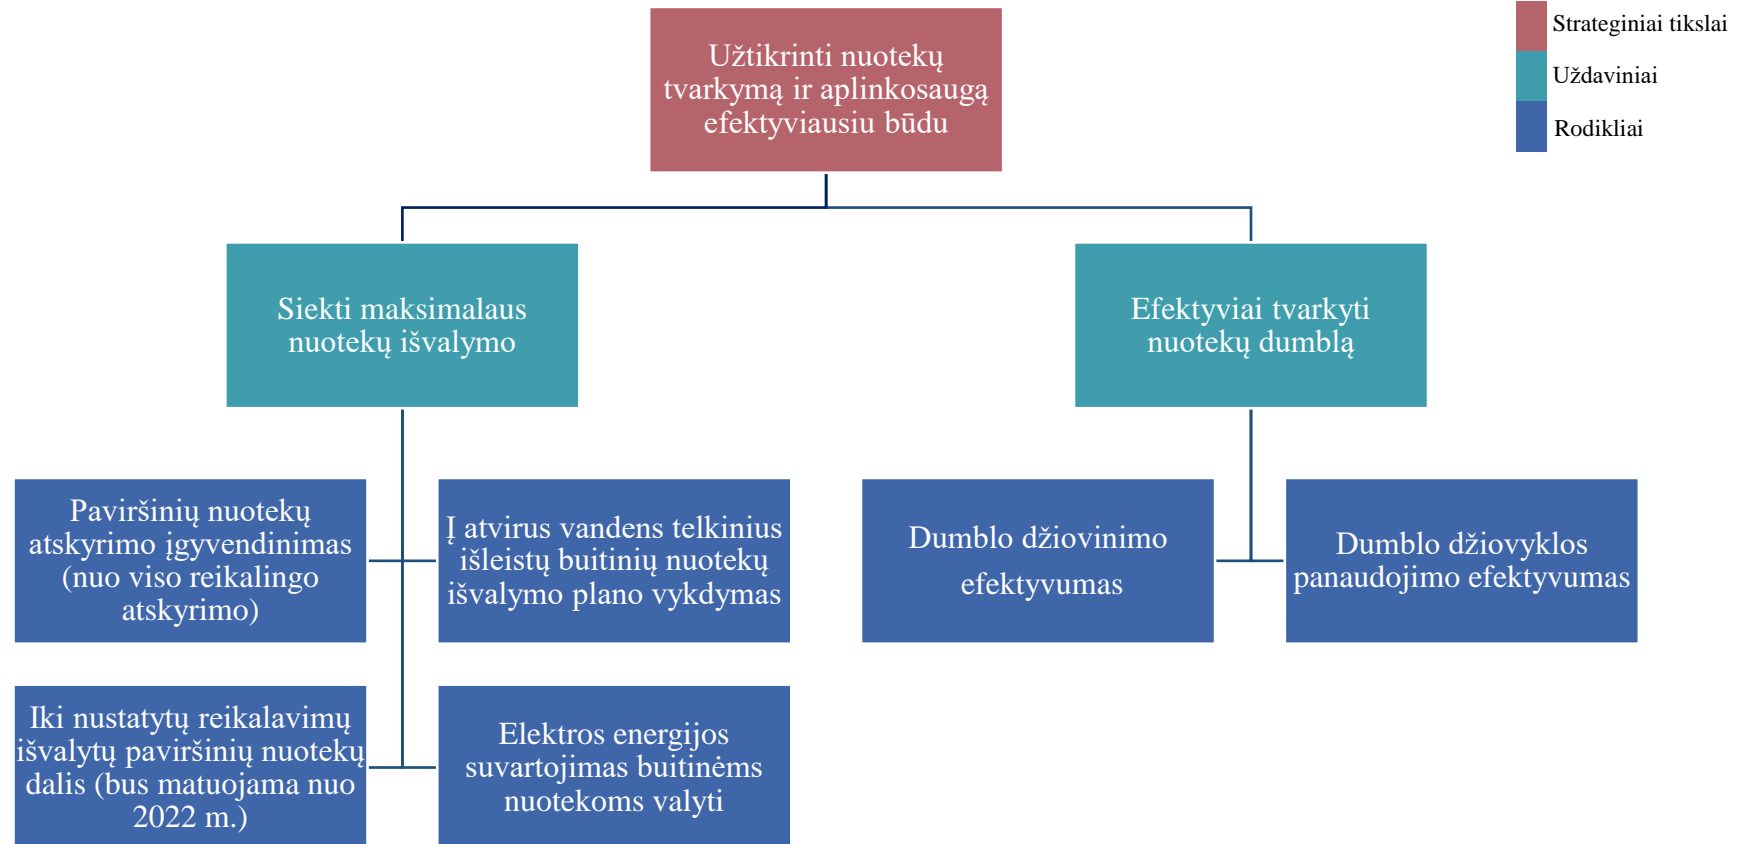 Strateginiai tikslai
Uždaviniai
Rodikliai
Užtikrinti nuotekų
tvarkymą ir aplinkosaugą
efektyviausiu būdu
Siekti maksimalaus
nuotekų išvalymo
Efektyviai tvarkyti
nuotekų dumblą
Paviršinių nuotekų
atskyrimo įgyvendinimas
(nuo viso reikalingo
atskyrimo)
Į atvirus vandens telkinius
išleistų buitinių nuotekų
išvalymo plano vykdymas
Dumblo džiovinimo
efektyvumas
Dumblo džiovyklos
panaudojimo efektyvumas
Iki nustatytų reikalavimų
išvalytų paviršinių nuotekų
dalis (bus matuojama nuo
2022 m.)
Elektros energijos
suvartojimas buitinėms
nuotekoms valyti